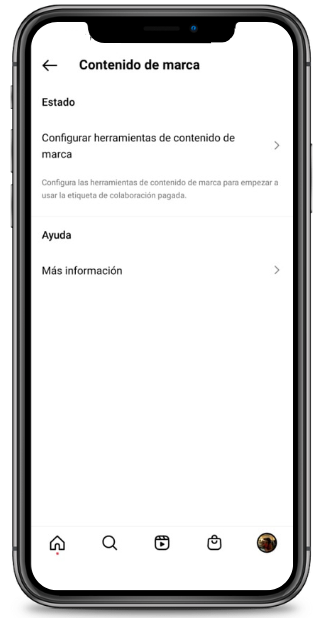 Contenido de marca
Estado
Configurar herramientas de contenido de
marca
Configura las herramientas de contenido de marca para empezar a
usar la etiqueta de colaboración pagada.
Ayuda
Más información